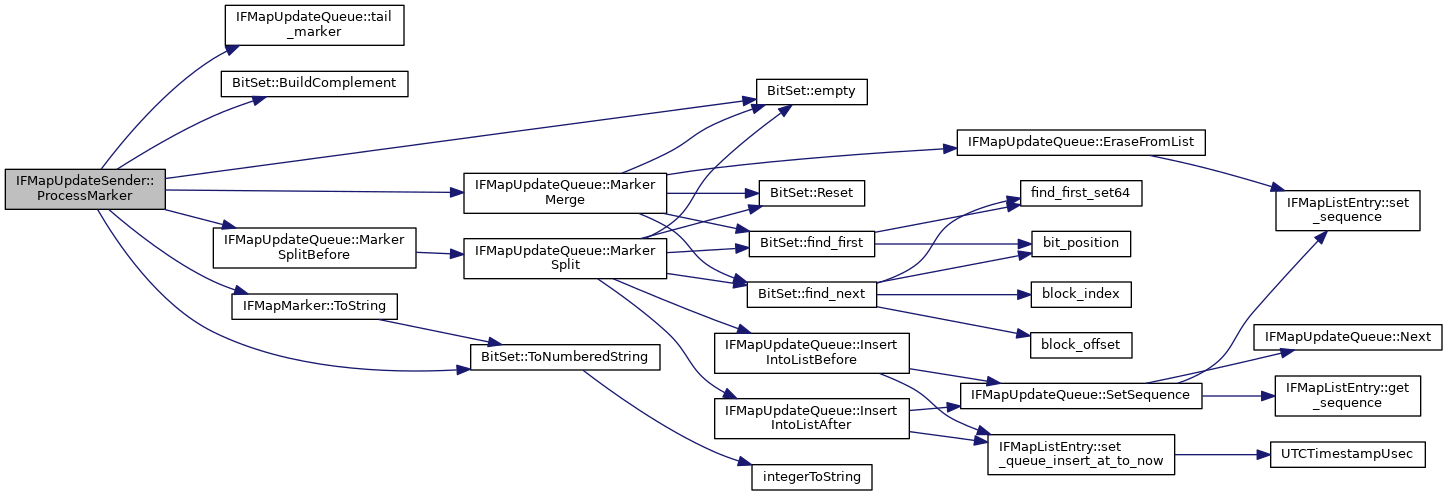 IFMapUpdateSender::
ProcessMarker
IFMapUpdateQueue::tail
_marker
BitSet::BuildComplement
IFMapUpdateQueue::Marker
SplitBefore
IFMapMarker::ToString
IFMapUpdateQueue::Marker
Merge
IFMapUpdateQueue::Marker
Split
BitSet::ToNumberedString
BitSet::empty
BitSet::Reset
BitSet::find_first
BitSet::find_next
IFMapUpdateQueue::Insert
IntoListBefore
IFMapUpdateQueue::Insert
IntoListAfter
integerToString
IFMapUpdateQueue::EraseFromList
find_first_set64
bit_position
block_index
block_offset
IFMapUpdateQueue::SetSequence
IFMapListEntry::set
_queue_insert_at_to_now
IFMapListEntry::set
_sequence
IFMapUpdateQueue::Next
IFMapListEntry::get
_sequence
UTCTimestampUsec